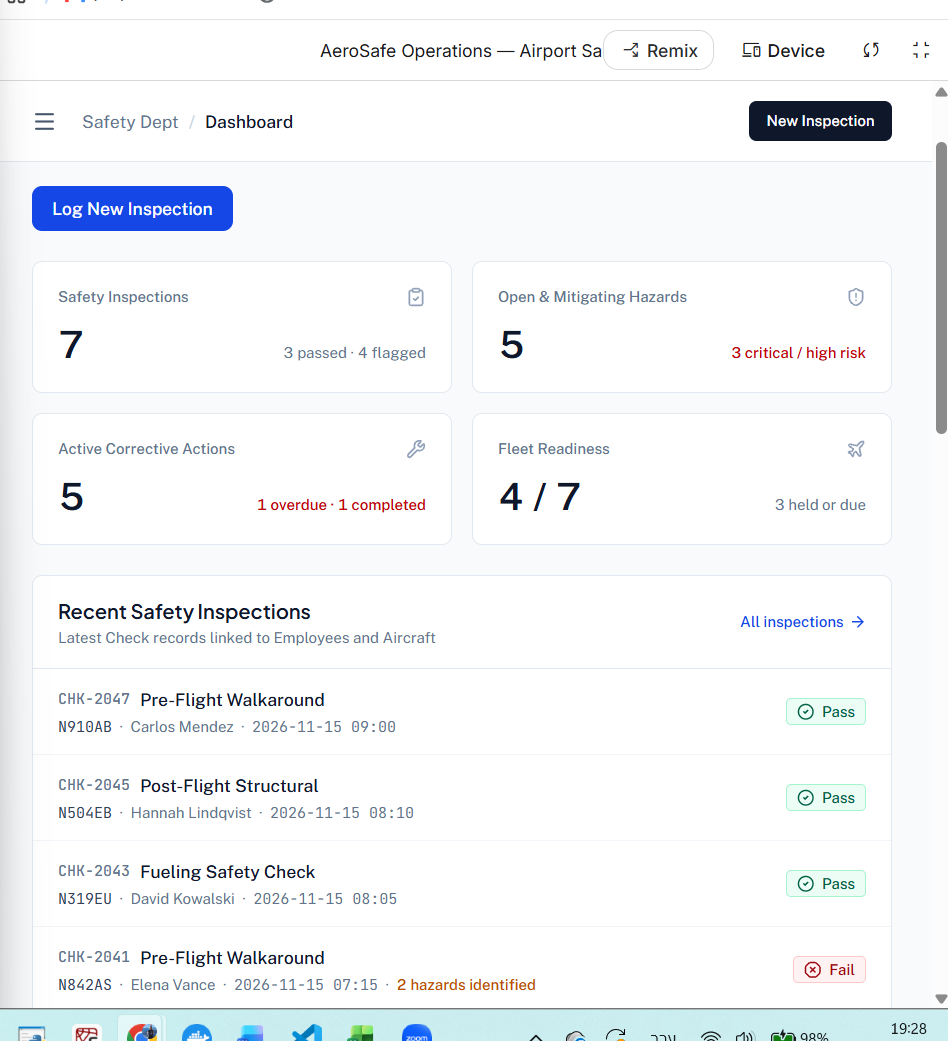 AeroSafe Operations — Airport Sa
Remix
Device
Safety Dept / Dashboard
New Inspection
Log New Inspection
Safety Inspections
7
3 passed · 4 flagged
Open & Mitigating Hazards
5
3 critical / high risk
Active Corrective Actions
5
1 overdue · 1 completed
Fleet Readiness
4 / 7
3 held or due
Recent Safety Inspections
Latest Check records linked to Employees and Aircraft
All inspections →
CHK-2047 Pre-Flight Walkaround
N910AB · Carlos Mendez · 2026-11-15 09:00
Pass
CHK-2045 Post-Flight Structural
N504EB · Hannah Lindqvist · 2026-11-15 08:10
Pass
CHK-2043 Fueling Safety Check
N319EU · David Kowalski · 2026-11-15 08:05
Pass
CHK-2041 Pre-Flight Walkaround
N842AS · Elena Vance · 2026-11-15 07:15 · 2 hazards identified
Fail
zoom
98%
19:28